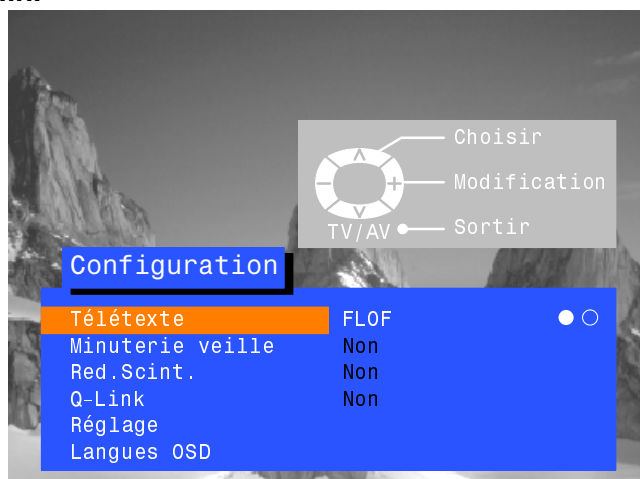 Choisir
Modification
TV/AV Sortir
Configuration
Télétexte FLOF
Minuterie veille Non
Red.Scint. Non
Q-Link Non
Réglage
Langues OSD